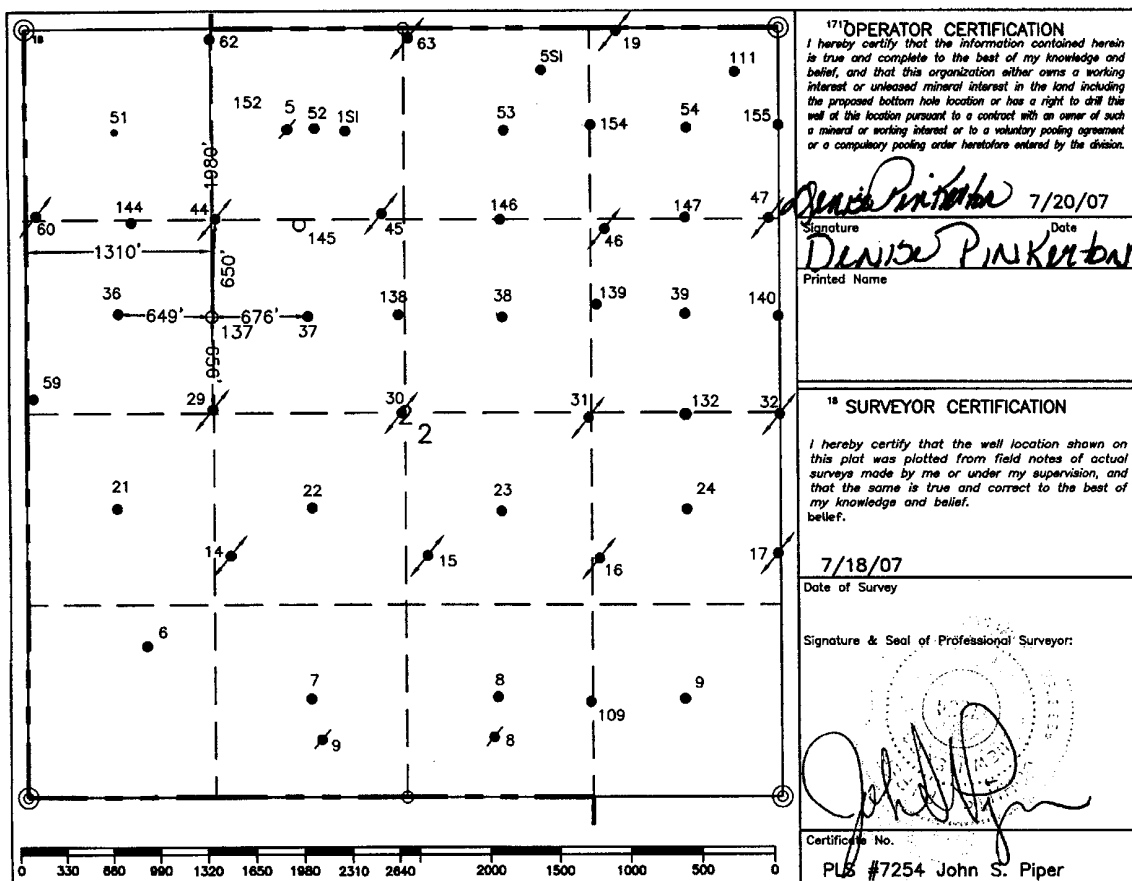 18
62
63
19
5SI
111
51
152
5
52
1SI
53
154
54
155
1980'
60
144
44
145
45
146
46
147
47
1310'
650'
36
649'
137
676'
37
138
38
139
39
140
656'
59
29
30
2
31
132
32
21
22
23
24
14
15
16
17
6
7
8
109
9
9
8
0 330 660 990 1320 1650 1980 2310 2640 2000 1500 1000 500 0
1717 OPERATOR CERTIFICATION
I hereby certify that the information contained herein
is true and complete to the best of my knowledge and
belief, and that this organization either owns a working
interest or unleased mineral interest in the land including
the proposed bottom hole location or has a right to drill this
well at this location pursuant to a contract with an owner of such
a mineral or working interest or to a voluntary pooling agreement
or a compulsory pooling order heretofore entered by the division.
Denise Pinkerton 7/20/07
Signature Date
DENISE PINKERTON
Printed Name
18 SURVEYOR CERTIFICATION
I hereby certify that the well location shown on
this plat was plotted from field notes of actual
surveys made by me or under my supervision, and
that the same is true and correct to the best of
my knowledge and belief.
belief.
7/18/07
Date of Survey
Signature & Seal of Professional Surveyor:
Certificate No.
PLS #7254 John S. Piper